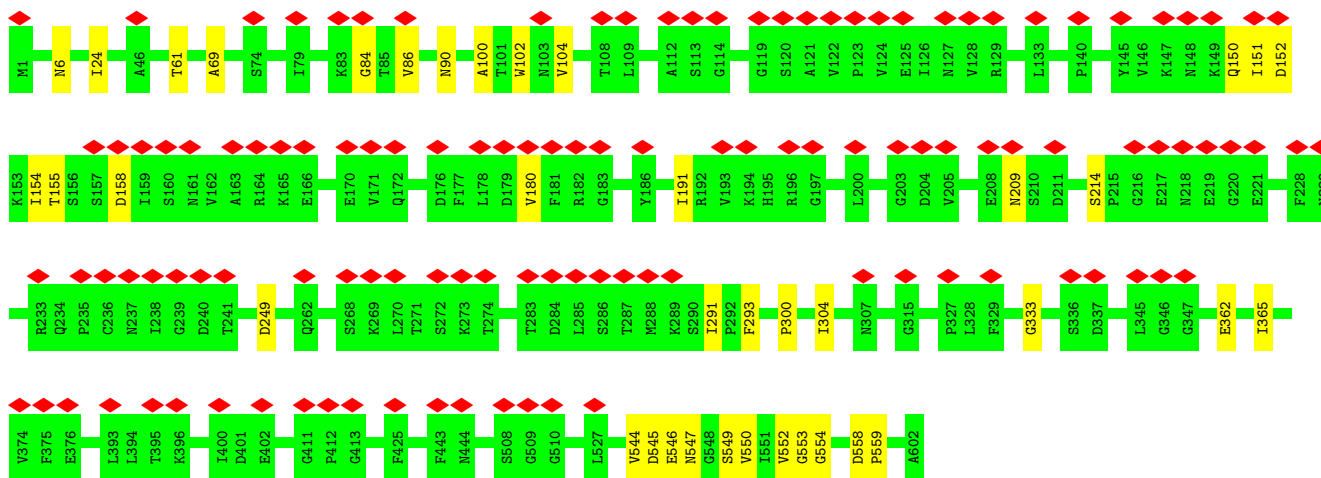 M1 N6 I24 A46 T61 A69 S74 I79 K83 G84 T85 V86 N90 A100 T101 W102 N103 V104 T108 L109 A112 S113 G114 G119 S120 A121 V122 P123 V124 E125 I126 N127 V128 R129 L133 P140 Y145 V146 K147 N148 K149 Q150 I151 D152
K153 I154 T155 S156 S157 D158 I159 S160 N161 V162 A163 R164 K165 E166 E170 V171 Q172 D176 F177 L178 D179 V180 F181 R182 G183 Y186 I191 R192 V193 K194 H195 R196 G197 L200 G203 D204 V205 E208 N209 S210 D211 S214 P215 G216 E217 N218 E219 G220 E221 F228
R233 Q234 P235 C236 N237 I238 G239 D240 T241 D249 Q262 S268 K269 L270 T271 S272 K273 T274 T283 D284 L285 S286 T287 M288 K289 S290 I291 P292 F293 P300 I304 N307 G315 P327 L328 F329 G333 S336 D337 L345 G346 G347 E362 I365
V374 F375 E376 L393 L394 T395 K396 I400 D401 E402 G411 P412 G413 F425 F443 N444 S508 G509 G510 L527 V544 D545 E546 N547 G548 S549 V550 I551 V552 G553 G554 D558 P559 A602